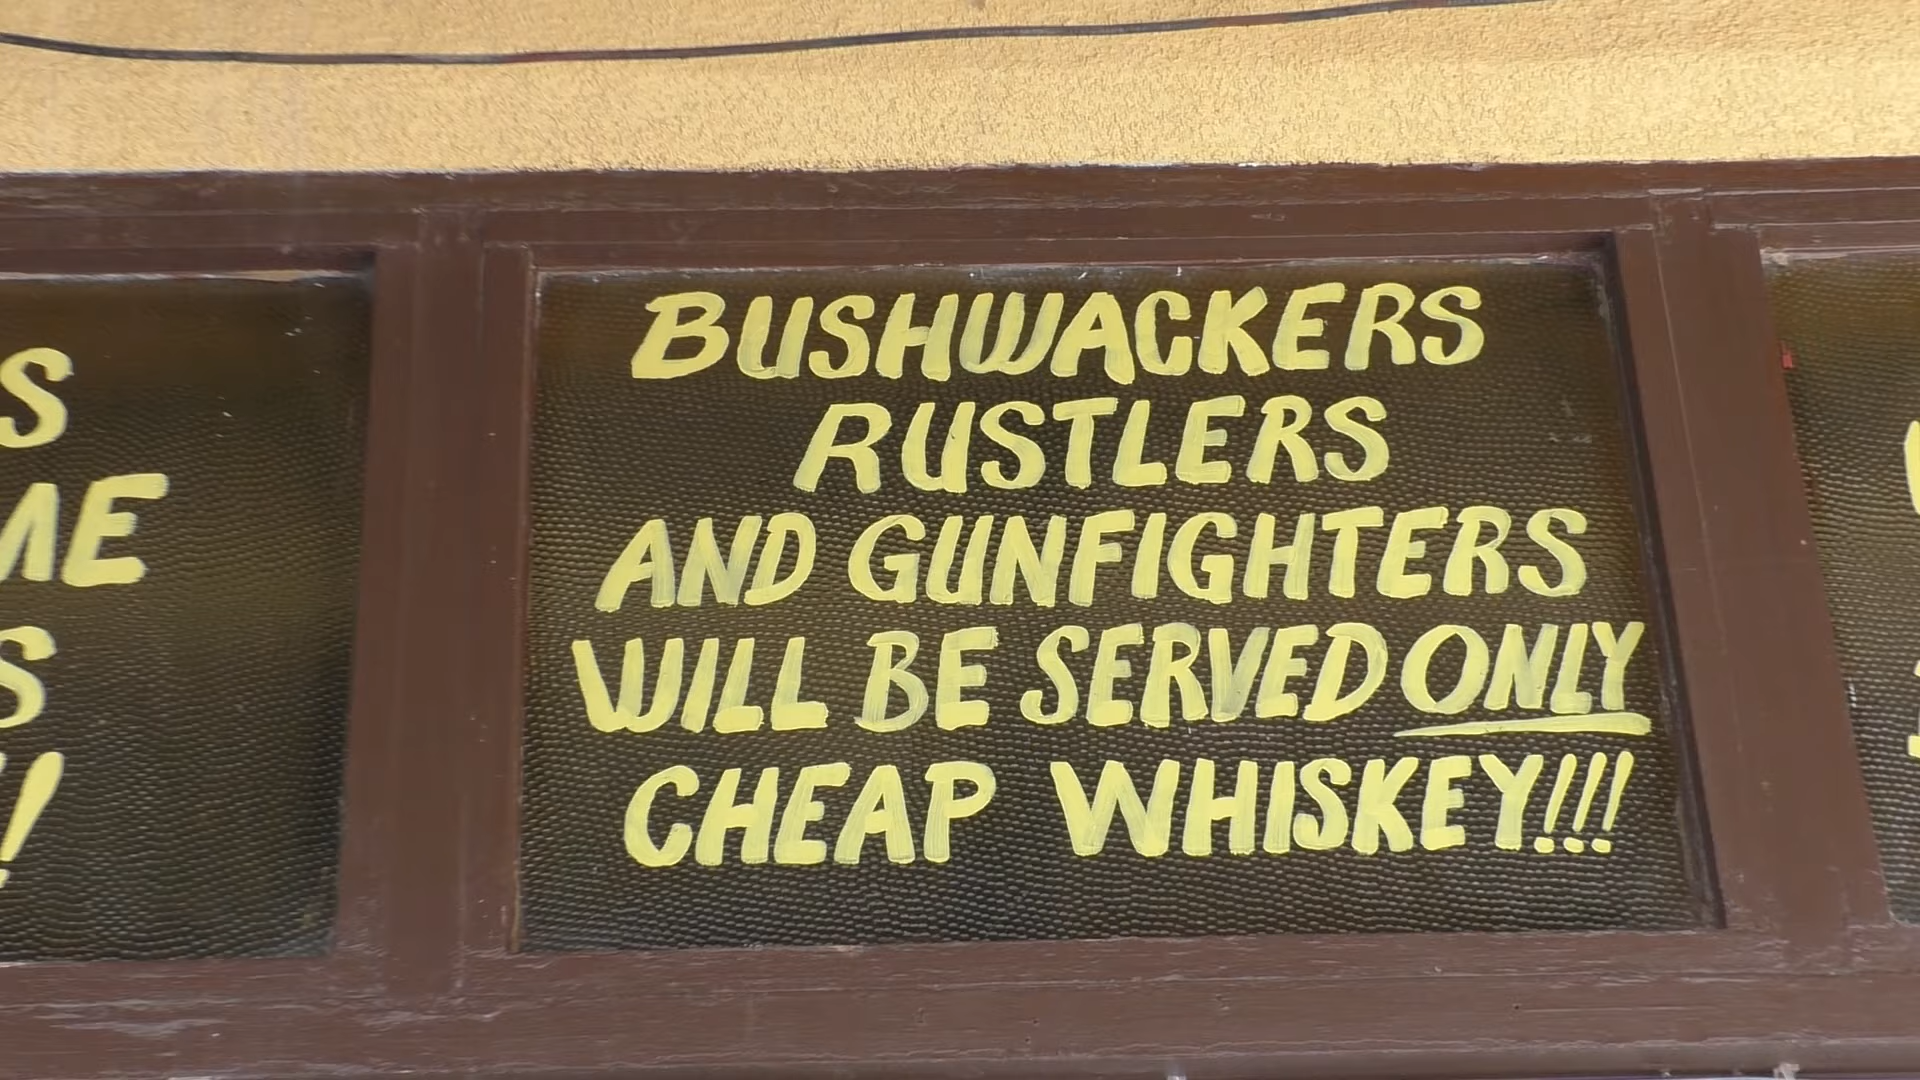 BUSHWACKERS
RUSTLERS
AND GUNFIGHTERS
WILL BE SERVED ONLY
CHEAP WHISKEY!!!